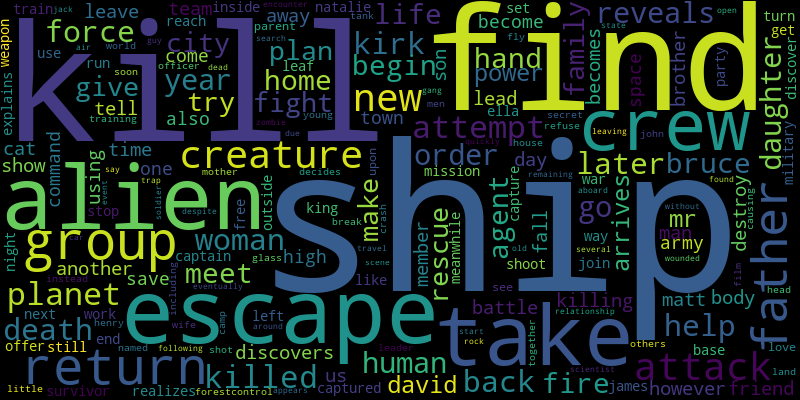 train jack leave team inside natalie tank open state
force reach away parent set fly guy air world
weapon use run soon city come plan kirk life become
kill find
officer dead give year home begin hand son family becomes space brother party reveals turn get discover
explains tell try fight leaf search power lead gang men daughter
training also zombie due young town ella secret refuse leaving john
cat time new attempt crew quickly house remaining
show command using one say trap mother creature upon decides order day mission later bruce military
alien ship
stop event soldier despite outside king break make agent capture war aboard go mr without found
night car group woman free crash travel scene member rescue meanwhile fall way arrives man army destroy father
another captain glass high old several wounded
planet instead save including meet eventually like see shoot join film
next work wife camp left around battle killing matt body head
death henry escape take relationship together start rock others help
offer still end named following shot discovers leader human scientist base love
return killed us david back fire james attack land
little survivor realizes forestcontrol appears captured however friend
encounter